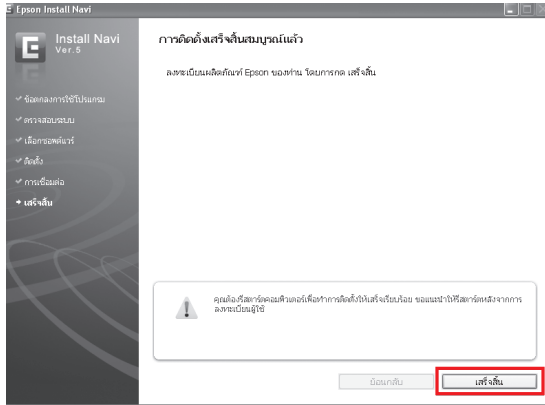 Epson Install Navi
Install Navi
Ver.5
การติดตั้งเสร็จสิ้นสมบูรณ์แล้ว
ลงทะเบียนผลิตภัณฑ์ Epson ของท่าน โดยการกด เสร็จสิ้น
ข้อตกลงการใช้โปรแกรม
ตรวจสอบระบบ
เลือกซอฟต์แวร์
ติดตั้ง
การเชื่อมต่อ
เสร็จสิ้น
คุณต้องรีสตาร์ตคอมพิวเตอร์เพื่อทำการติดตั้งให้เสร็จเรียบร้อย ขอแนะนำให้รีสตาร์ตหลังจากการ
ลงทะเบียนผู้ใช้
ย้อนกลับ
เสร็จสิ้น